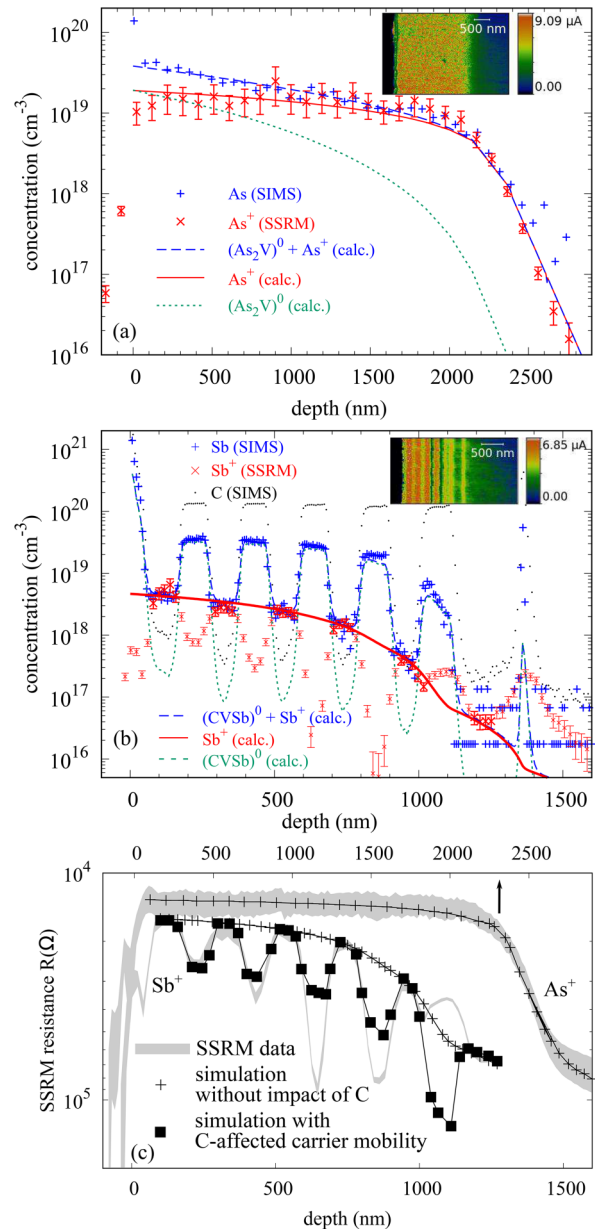 10^20
10^19
10^18
10^17
10^16
concentration (cm^-3)
500 nm
9.09 µA
0.00
As (SIMS)
As^+ (SSRM)
(As_2V)^0 + As^+ (calc.)
As^+ (calc.)
(As_2V)^0 (calc.)
(a)
0 500 1000 1500 2000 2500
depth (nm)
10^21
10^20
10^19
10^18
10^17
10^16
concentration (cm^-3)
Sb (SIMS)
Sb^+ (SSRM)
C (SIMS)
500 nm
6.85 µA
0.00
(CVSb)^0 + Sb^+ (calc.)
Sb^+ (calc.)
(CVSb)^0 (calc.)
(b)
0 500 1000 1500
depth (nm)
0 500 1000 1500 2000 2500
10^4
10^5
SSRM resistance R(Ω)
Sb^+
As^+
SSRM data
simulation
without impact of C
simulation with
C-affected carrier mobility
(c)
0 500 1000 1500
depth (nm)